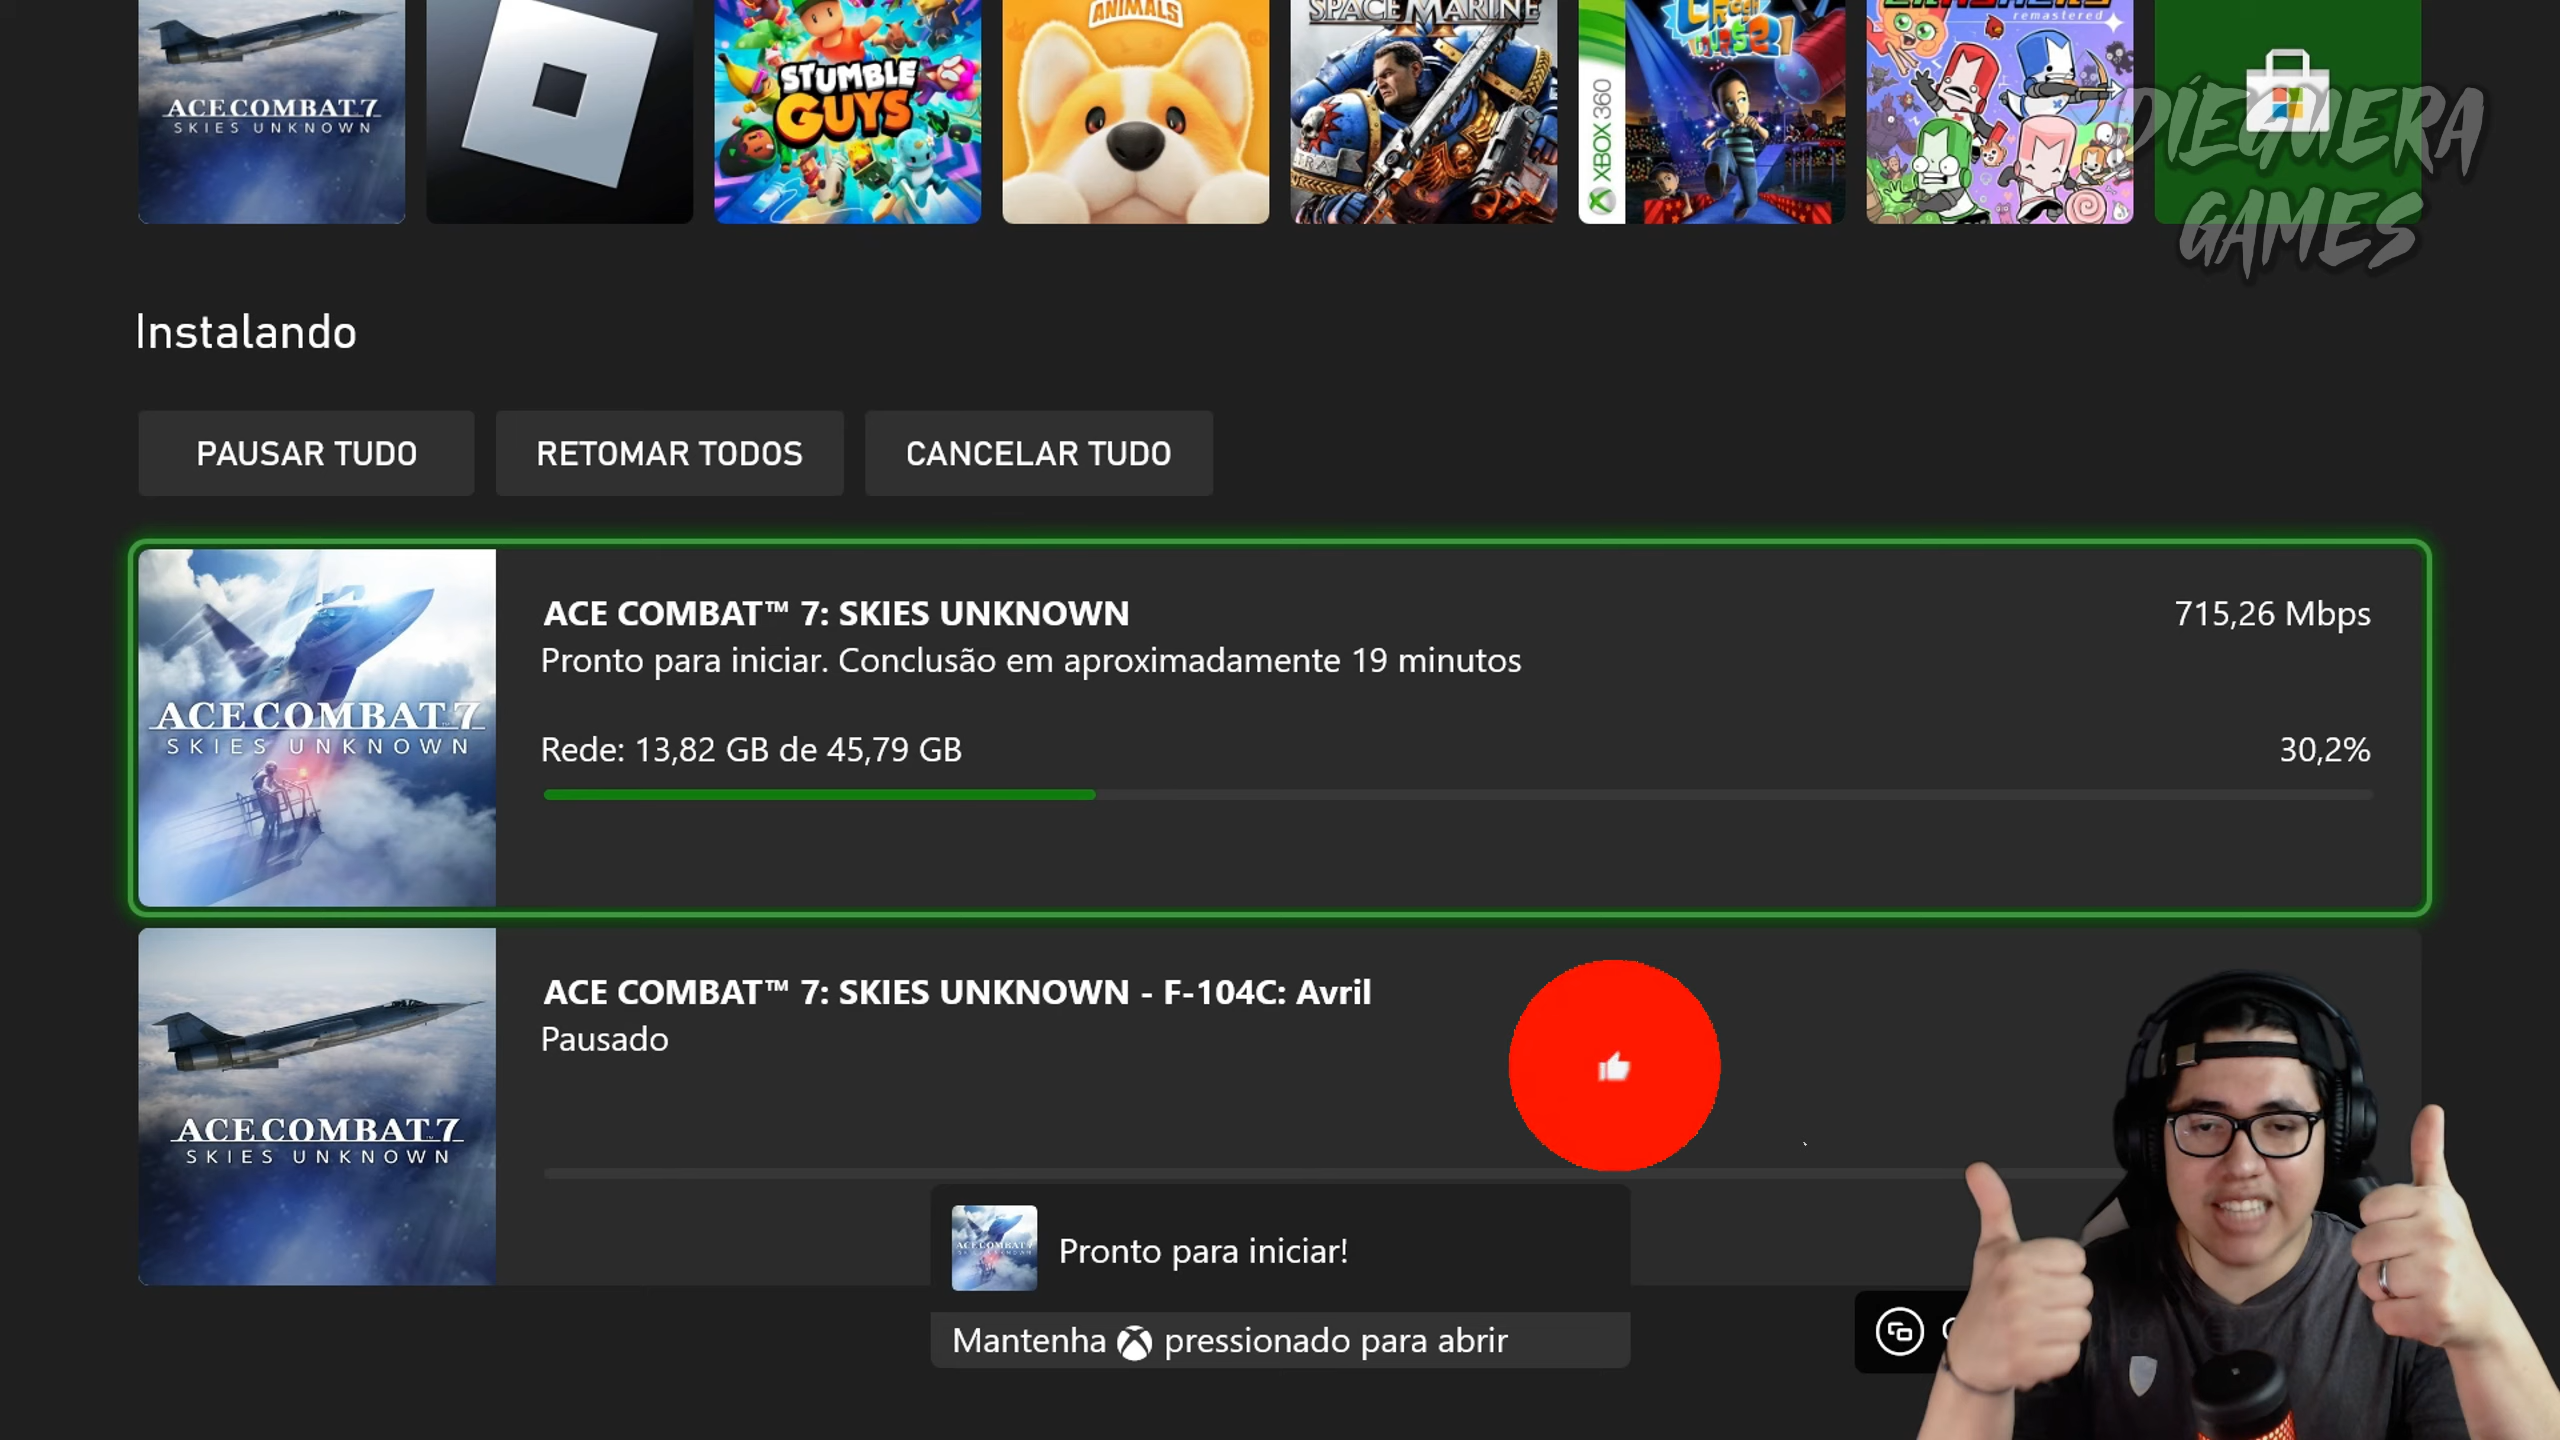 ACE COMBAT 7
SKIES UNKNOWN
STUMBLE
GUYS
ANIMALS
SPACE MARINE
XBOX 360
remastered
DIEGUERA
GAMES
Instalando
PAUSAR TUDO
RETOMAR TODOS
CANCELAR TUDO
ACE COMBAT 7
SKIES UNKNOWN
ACE COMBAT™ 7: SKIES UNKNOWN
715,26 Mbps
Pronto para iniciar. Conclusão em aproximadamente 19 minutos
Rede: 13,82 GB de 45,79 GB
30,2%
ACE COMBAT 7
SKIES UNKNOWN
ACE COMBAT™ 7: SKIES UNKNOWN - F-104C: Avril
Pausado
Pronto para iniciar!
Mantenha pressionado para abrir